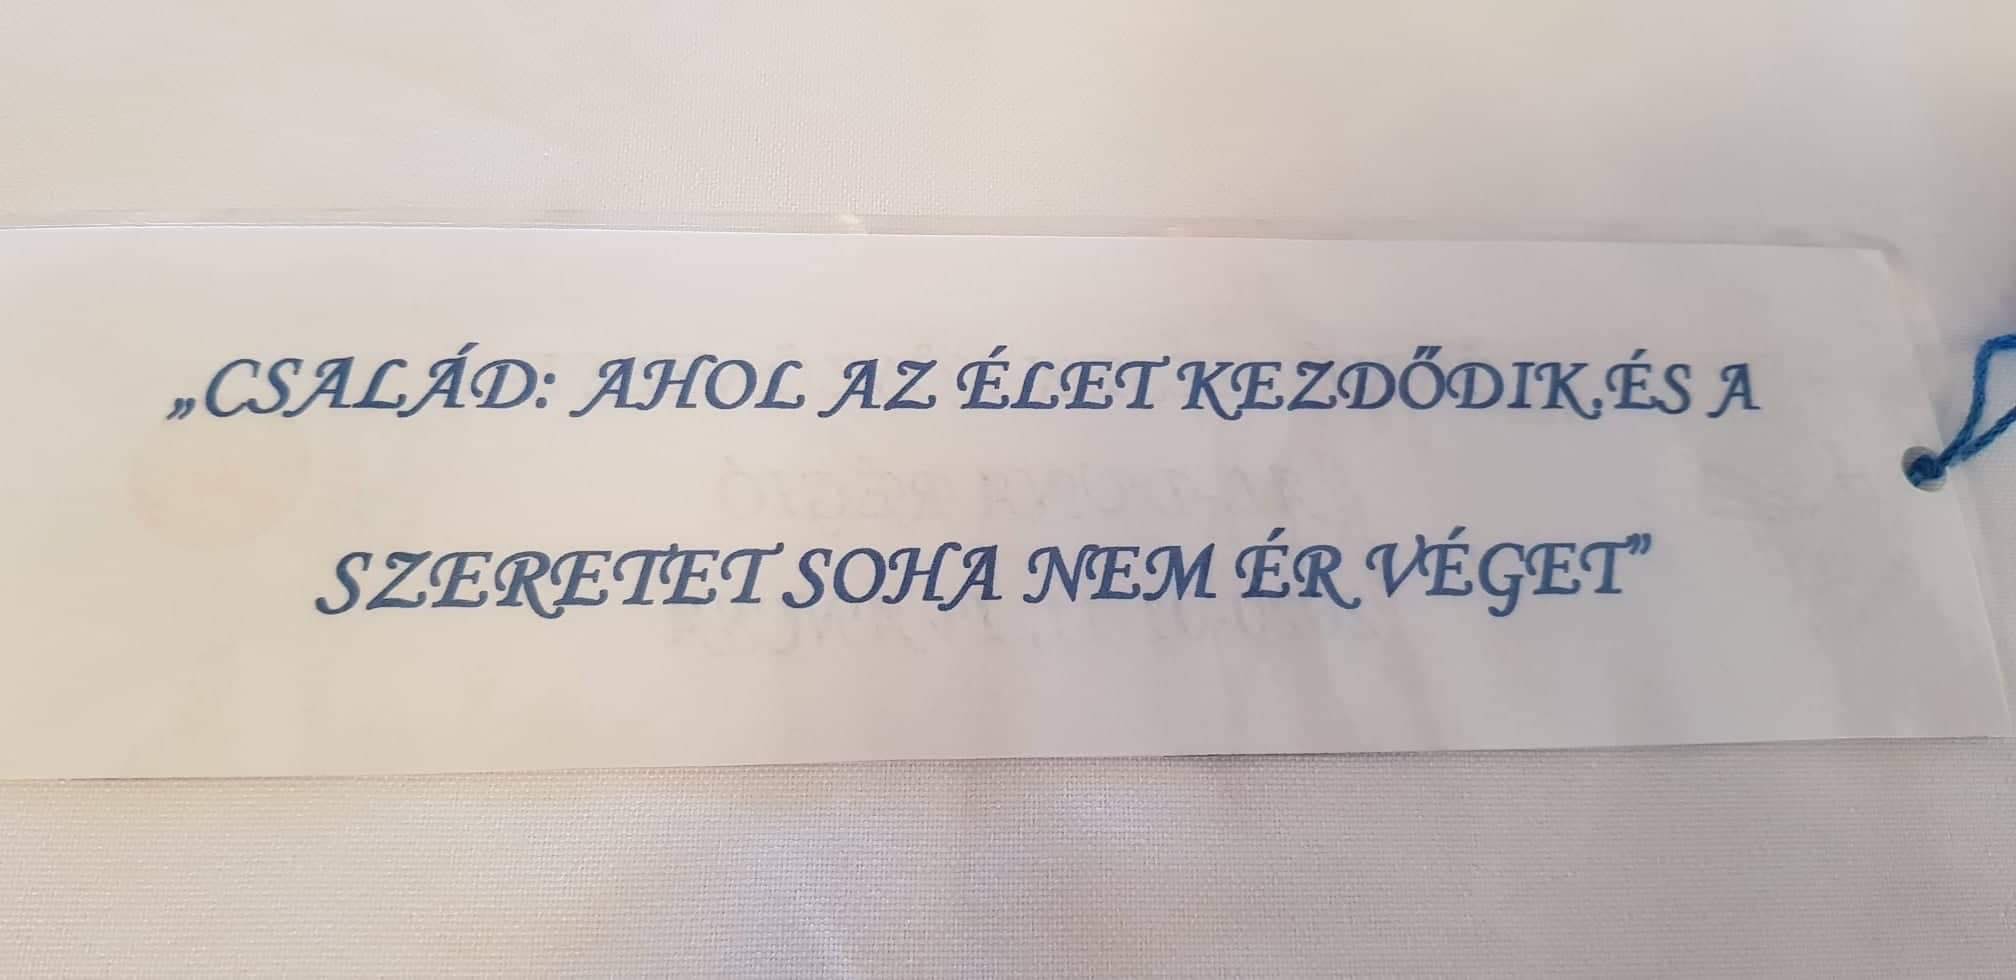 „CSALÁD: AHOL AZ ÉLET KEZDŐDIK,ÉS A
SZERETET SOHA NEM ÉR VÉGET”